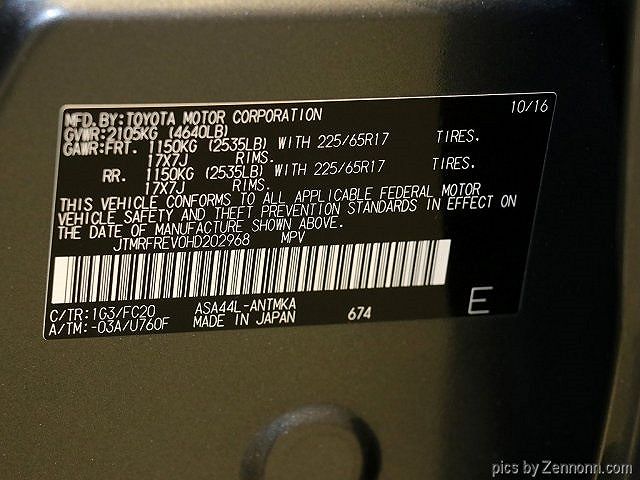 MFD. BY: TOYOTA MOTOR CORPORATION 10/16
GVWR: 2105KG (4640LB)
GAWR: FRT. 1150KG (2535LB) WITH 225/65R17 TIRES.
17X7J RIMS.
RR. 1150KG (2535LB) WITH 225/65R17 TIRES.
17X7J RIMS.
THIS VEHICLE CONFORMS TO ALL APPLICABLE FEDERAL MOTOR
VEHICLE SAFETY AND THEFT PREVENTION STANDARDS IN EFFECT ON
THE DATE OF MANUFACTURE SHOWN ABOVE.
JTMRFREV0HD202968 MPV
C/TR: 1G3/FC20 ASA44L-ANTMKA
A/TM: -03A/U760F MADE IN JAPAN 674 E
pics by Zennonn.com